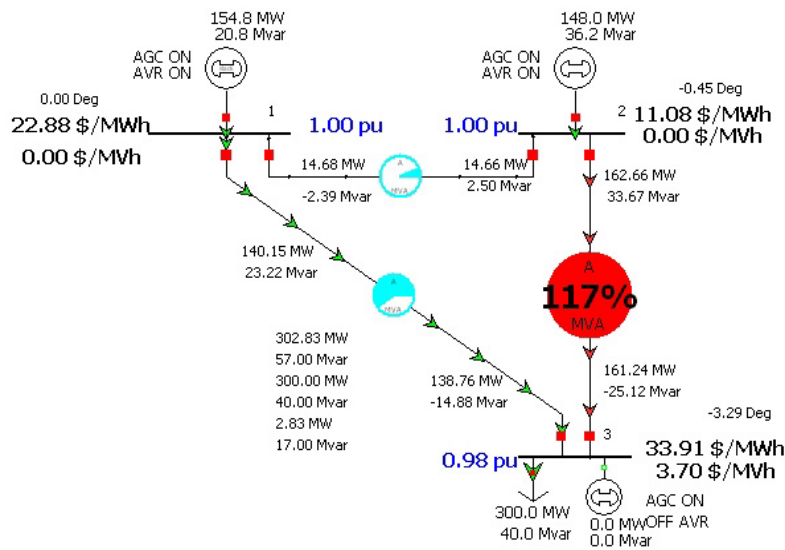 154.8 MW
20.8 Mvar
AGC ON
AVR ON
148.0 MW
36.2 Mvar
AGC ON
AVR ON
0.00 Deg
22.88 $/MWh
0.00 $/MVh
1
1.00 pu
1.00 pu
2
-0.45 Deg
11.08 $/MWh
0.00 $/MVh
14.68 MW
-2.39 Mvar
A
MVA
14.66 MW
2.50 Mvar
162.66 MW
33.67 Mvar
140.15 MW
23.22 Mvar
A
MVA
A
117%
MVA
302.83 MW
57.00 Mvar
300.00 MW
40.00 Mvar
2.83 MW
17.00 Mvar
138.76 MW
-14.88 Mvar
161.24 MW
-25.12 Mvar
-3.29 Deg
3
0.98 pu
33.91 $/MWh
3.70 $/MVh
300.0 MW
40.0 Mvar
0.0 MW
0.0 Mvar
AGC ON
OFF AVR